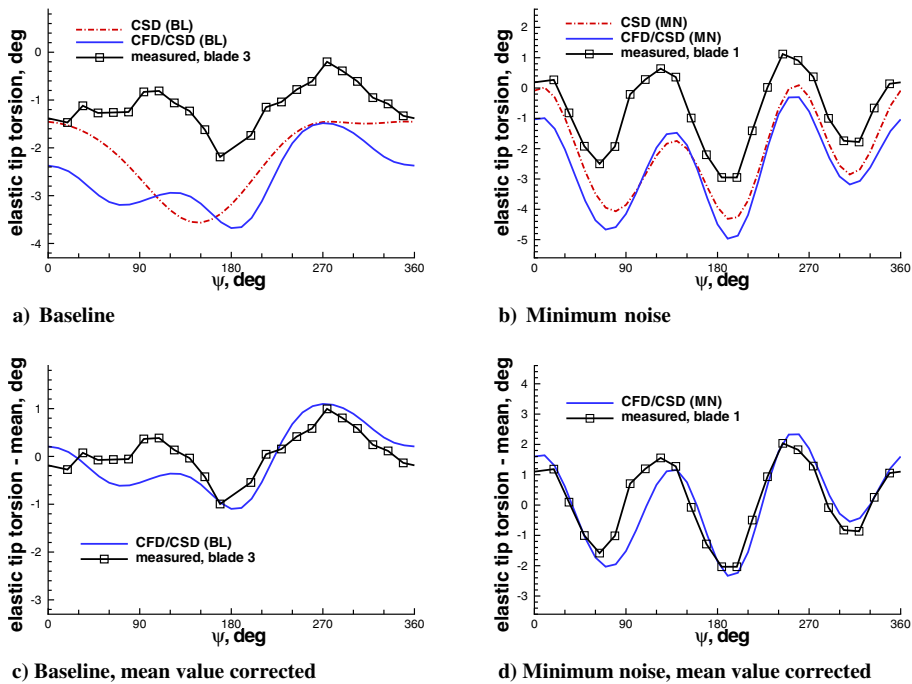 CSD (BL)
CFD/CSD (BL)
measured, blade 3
elastic tip torsion, deg
0
-1
-2
-3
-4
0 90 180 270 360
ψ, deg
a) Baseline
CSD (MN)
CFD/CSD (MN)
measured, blade 1
elastic tip torsion, deg
2
1
0
-1
-2
-3
-4
-5
0 90 180 270 360
ψ, deg
b) Minimum noise
elastic tip torsion - mean, deg
1
0
-1
-2
-3
CFD/CSD (BL)
measured, blade 3
0 90 180 270 360
ψ, deg
c) Baseline, mean value corrected
CFD/CSD (MN)
measured, blade 1
elastic tip torsion - mean, deg
4
3
2
1
0
-1
-2
-3
0 90 180 270 360
ψ, deg
d) Minimum noise, mean value corrected